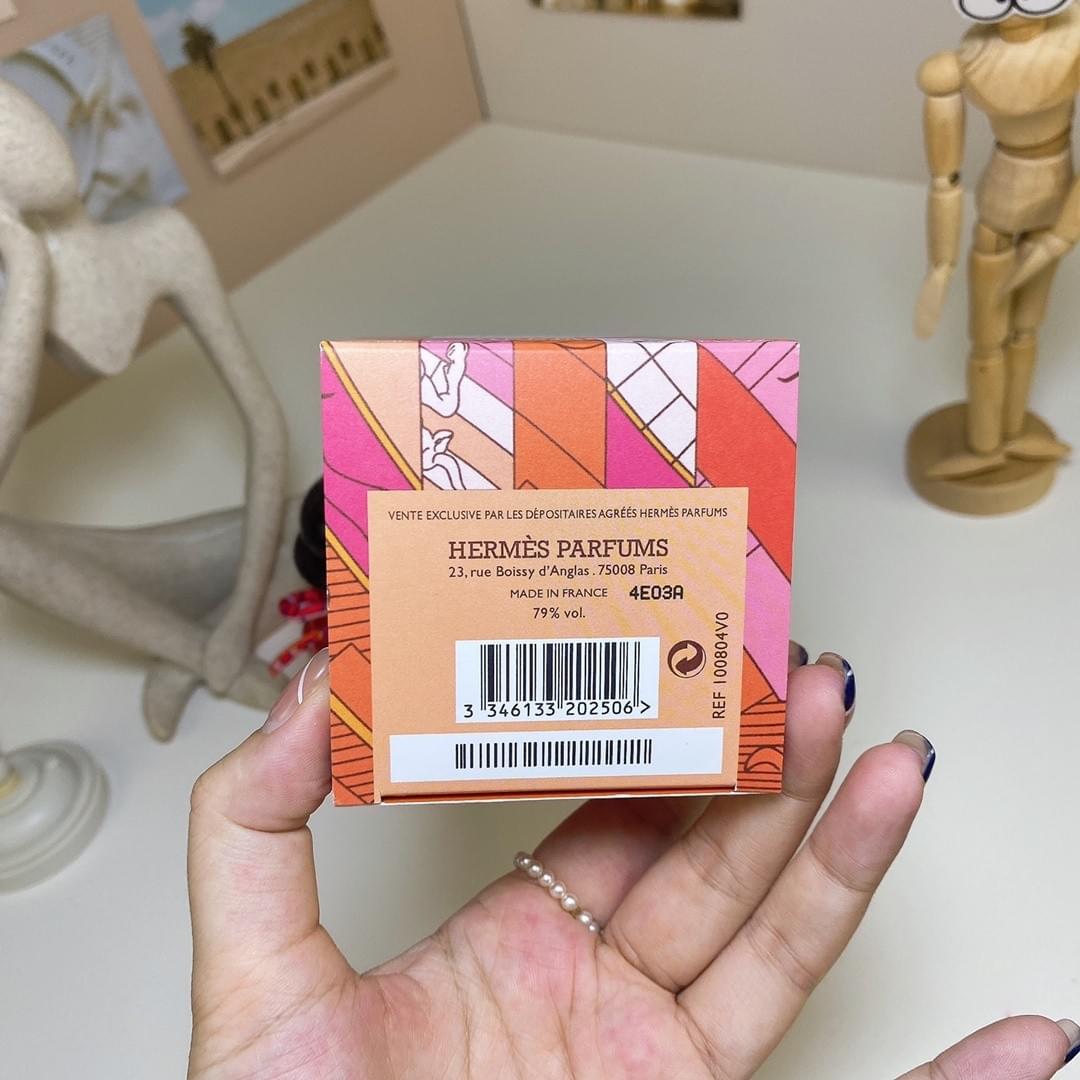 VENTE EXCLUSIVE PAR LES DÉPOSITAIRES AGRÉÉS HERMÈS PARFUMS
HERMÈS PARFUMS
23, rue Boissy d'Anglas . 75008 Paris
MADE IN FRANCE 4E03A
79% vol.
REF 100804V0
3 346133 202506 >